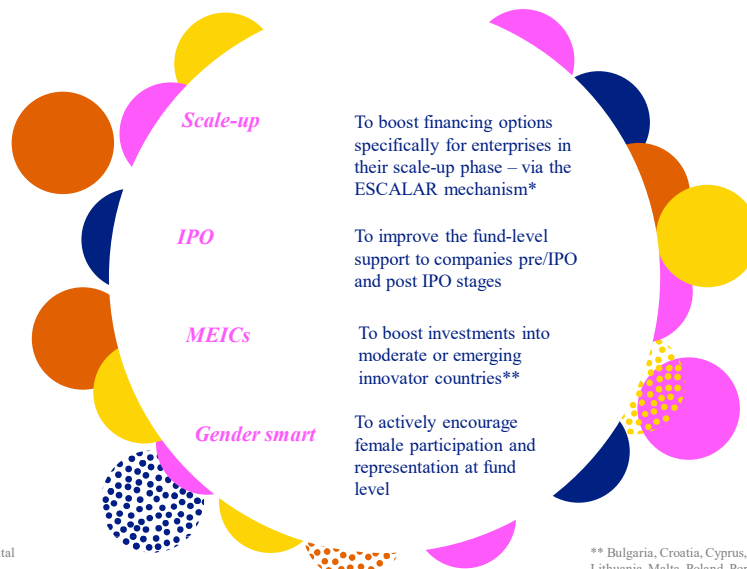 Scale-up
To boost financing options
specifically for enterprises in
their scale-up phase – via the
ESCALAR mechanism*
IPO
To improve the fund-level
support to companies pre/IPO
and post IPO stages
MEICs
To boost investments into
moderate or emerging
innovator countries**
Gender smart
To actively encourage
female participation and
representation at fund
level
** Bulgaria, Croatia, Cyprus,
Lithuania, Malta, Poland,